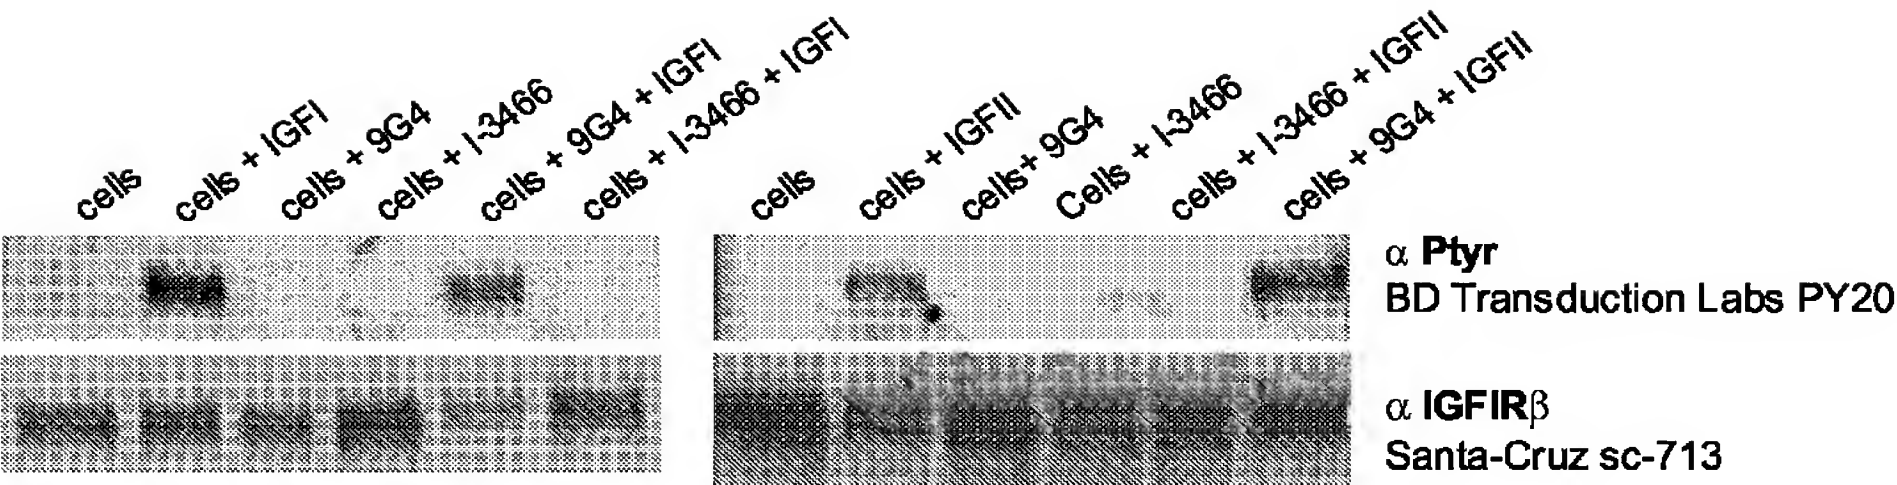 cells
cells + IGFI
cells + 9G4
cells + I-3466
cells + 9G4 + IGFI
cells + I-3466 + IGFI
cells
cells + IGFII
cells+ 9G4
Cells + I-3466
cells + I-3466 + IGFII
cells + 9G4 + IGFII
α Ptyr
BD Transduction Labs PY20
α IGFIRβ
Santa-Cruz sc-713